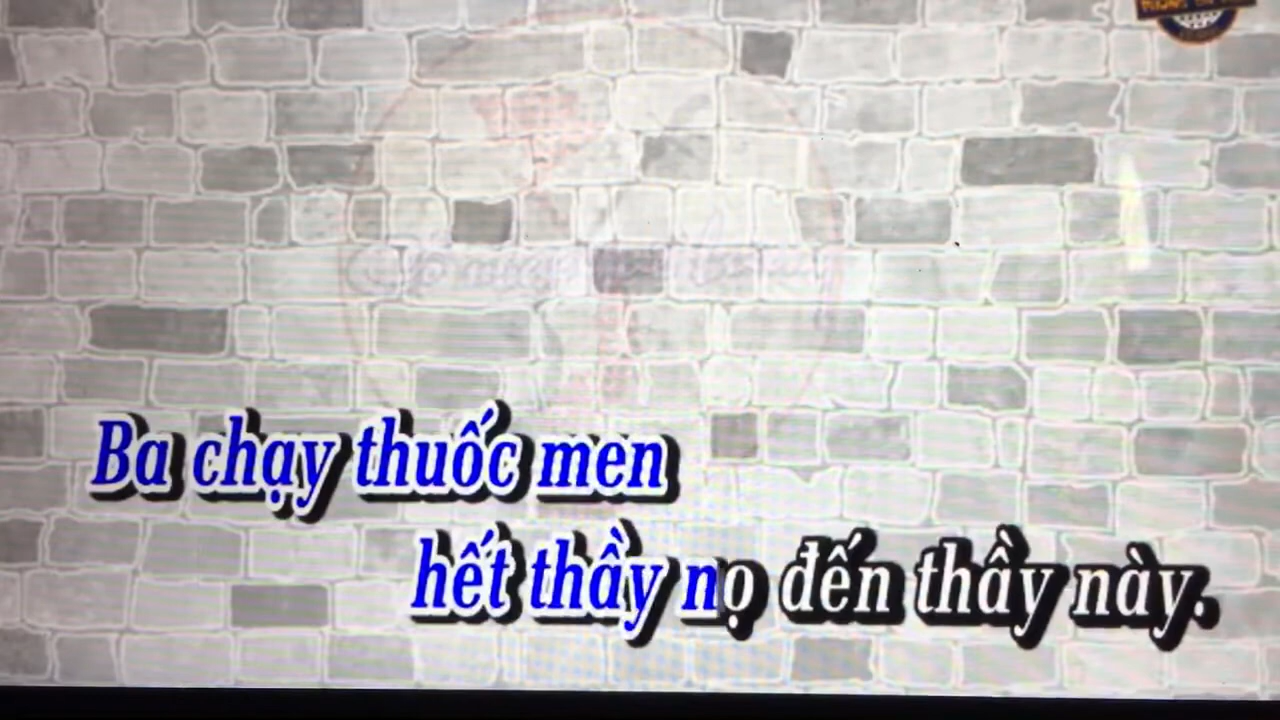 Ba chạy thuốc men
hết thầy nọ đến thầy này.